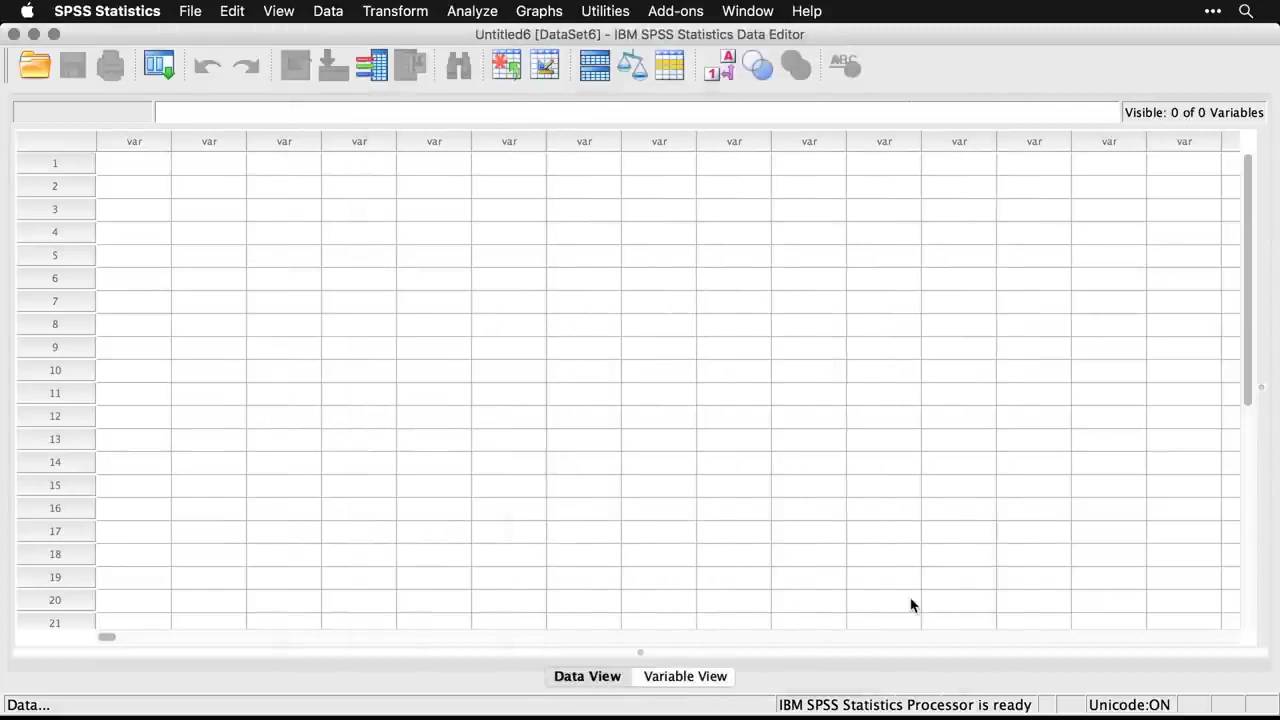 SPSS Statistics File Edit View Data Transform Analyze Graphs Utilities Add-ons Window Help
Untitled6 [DataSet6] - IBM SPSS Statistics Data Editor
A
1
ABC
Visible: 0 of 0 Variables
var var var var var var var var var var var var var var var
1
2
3
4
5
6
7
8
9
10
11
12
13
14
15
16
17
18
19
20
21
Data View Variable View
Data... IBM SPSS Statistics Processor is ready Unicode:ON